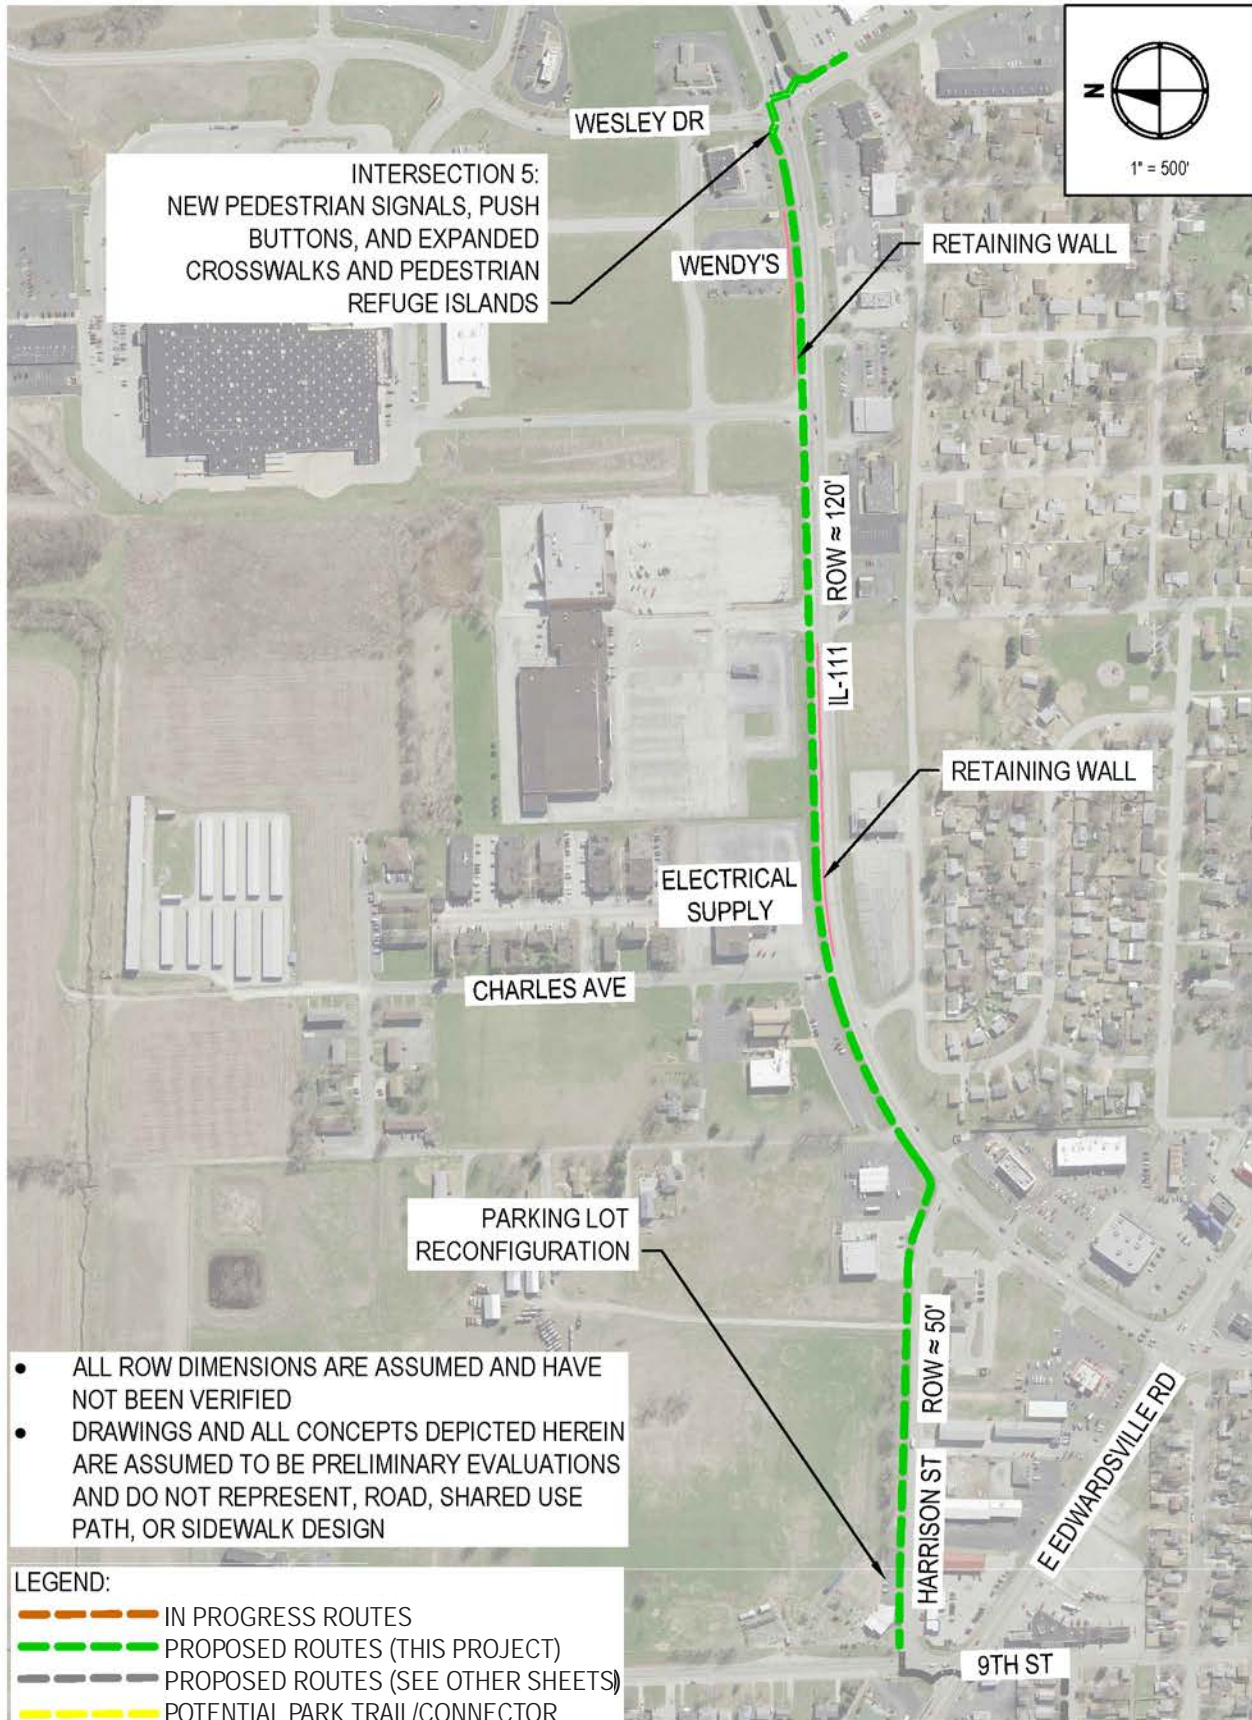 N
1" = 500'
WESLEY DR
INTERSECTION 5:
NEW PEDESTRIAN SIGNALS, PUSH
BUTTONS, AND EXPANDED
CROSSWALKS AND PEDESTRIAN
REFUGE ISLANDS
WENDY'S
RETAINING WALL
ROW ≈ 120'
IL-111
RETAINING WALL
ELECTRICAL
SUPPLY
CHARLES AVE
PARKING LOT
RECONFIGURATION
ROW ≈ 50'
HARRISON ST
E EDWARDSVILLE RD
9TH ST
• ALL ROW DIMENSIONS ARE ASSUMED AND HAVE
NOT BEEN VERIFIED
• DRAWINGS AND ALL CONCEPTS DEPICTED HEREIN
ARE ASSUMED TO BE PRELIMINARY EVALUATIONS
AND DO NOT REPRESENT, ROAD, SHARED USE
PATH, OR SIDEWALK DESIGN
LEGEND:
IN PROGRESS ROUTES
PROPOSED ROUTES (THIS PROJECT)
PROPOSED ROUTES (SEE OTHER SHEETS)
POTENTIAL PARK TRAIL/CONNECTOR